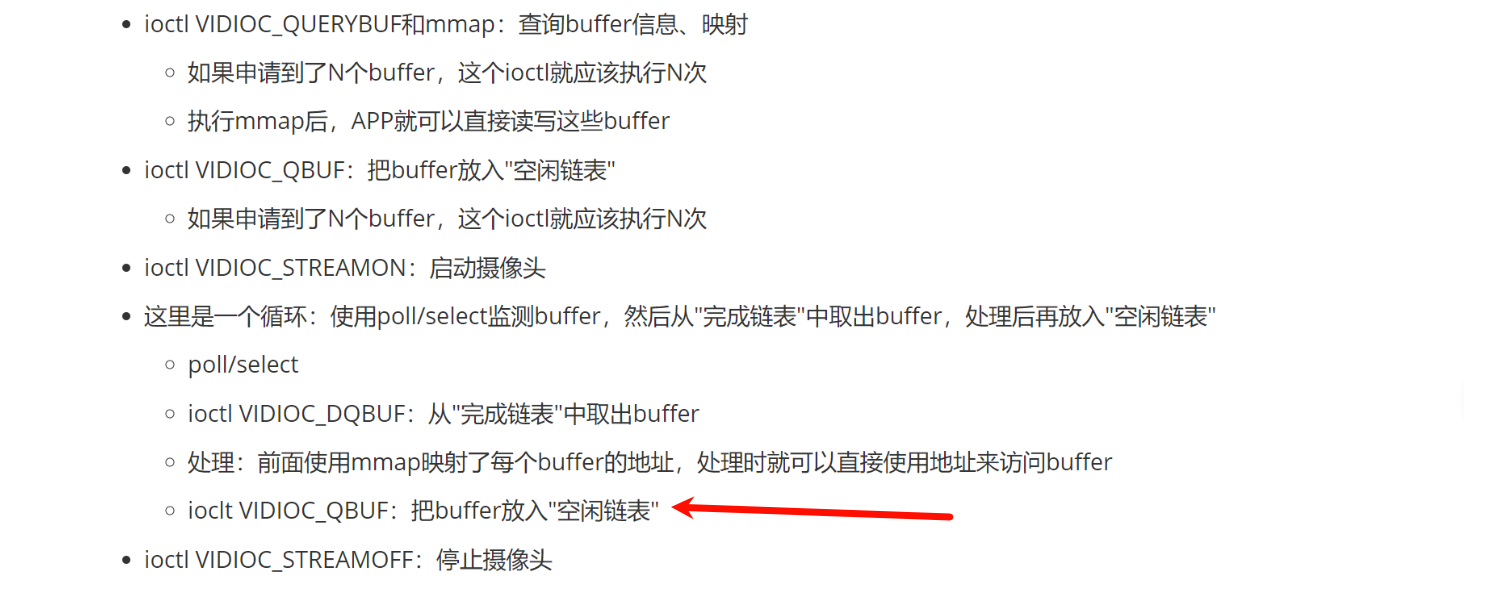 ioctl VIDIOC_QUERYBUF和mmap：查询buffer信息、映射
如果申请到了N个buffer，这个ioctl就应该执行N次
执行mmap后，APP就可以直接读写这些buffer
ioctl VIDIOC_QBUF：把buffer放入"空闲链表"
如果申请到了N个buffer，这个ioctl就应该执行N次
ioctl VIDIOC_STREAMON：启动摄像头
这里是一个循环：使用poll/select监测buffer，然后从"完成链表"中取出buffer，处理后再放入"空闲链表"
poll/select
ioctl VIDIOC_DQBUF：从"完成链表"中取出buffer
处理：前面使用mmap映射了每个buffer的地址，处理时就可以直接使用地址来访问buffer
ioclt VIDIOC_QBUF：把buffer放入"空闲链表"
ioctl VIDIOC_STREAMOFF：停止摄像头